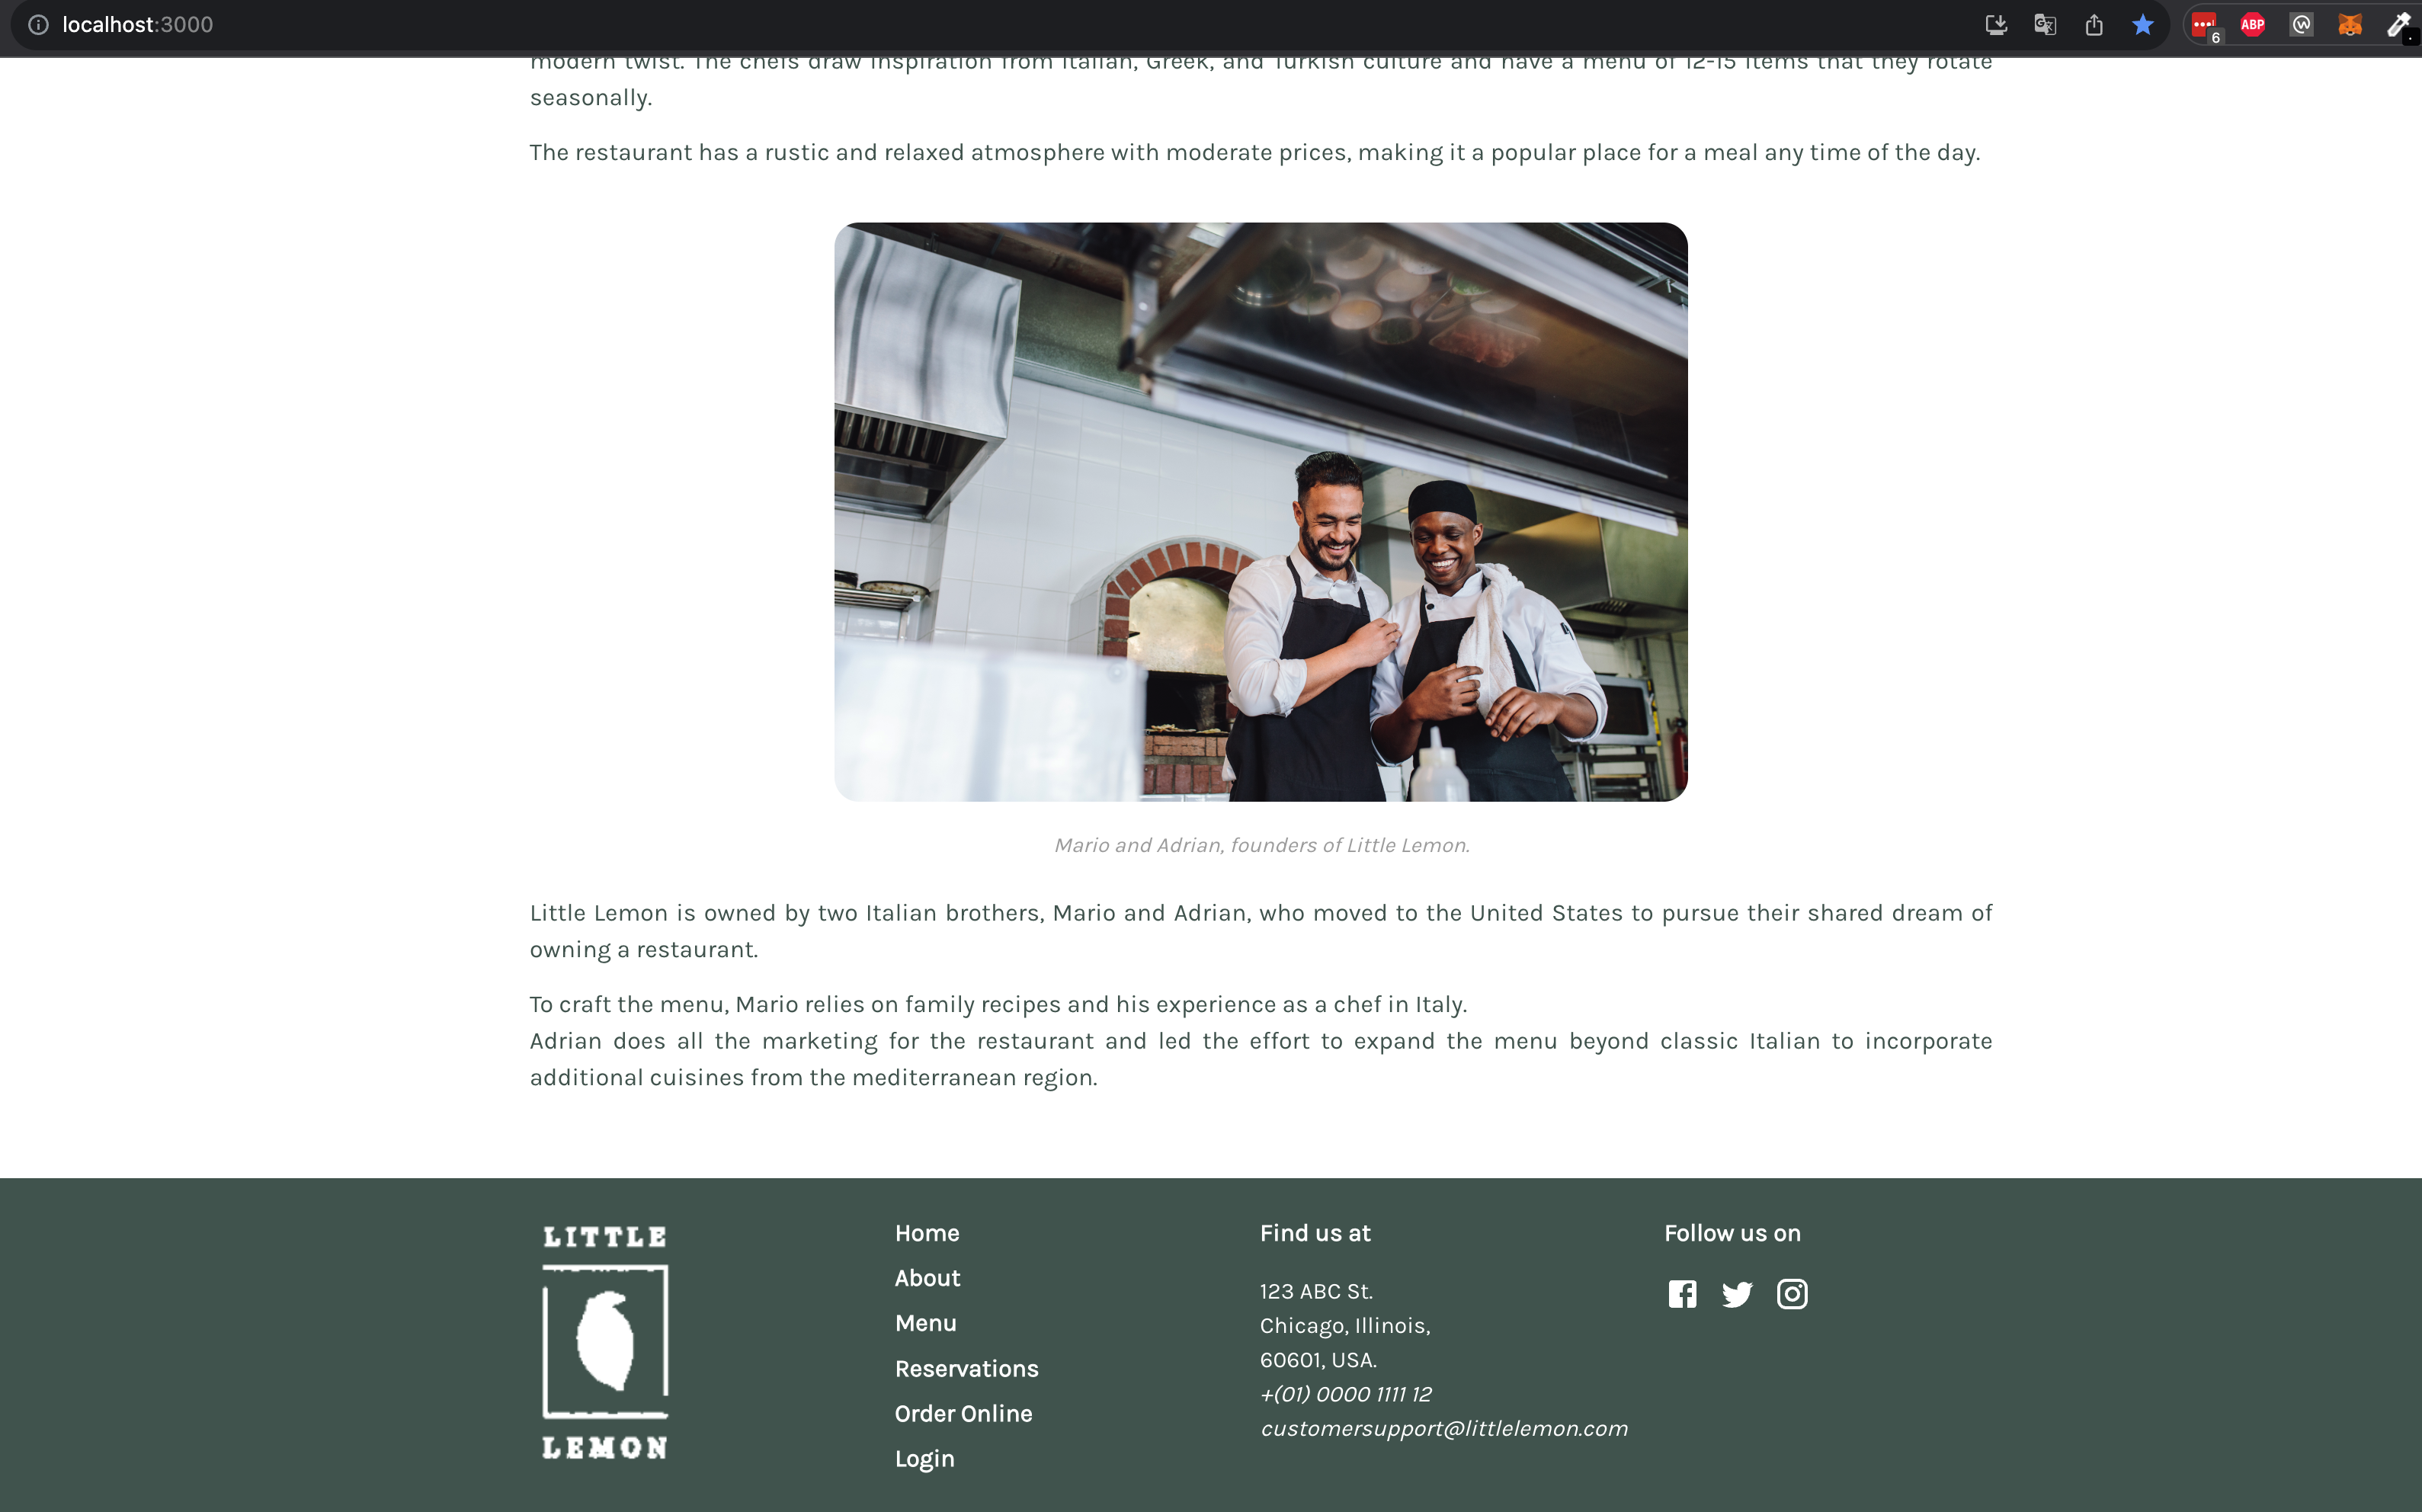 localhost:3000
6
ABP
modern twist. The chefs draw inspiration from Italian, Greek, and Turkish culture and have a menu of 12-15 items that they rotate
seasonally.
The restaurant has a rustic and relaxed atmosphere with moderate prices, making it a popular place for a meal any time of the day.
Mario and Adrian, founders of Little Lemon.
Little Lemon is owned by two Italian brothers, Mario and Adrian, who moved to the United States to pursue their shared dream of
owning a restaurant.
To craft the menu, Mario relies on family recipes and his experience as a chef in Italy.
Adrian does all the marketing for the restaurant and led the effort to expand the menu beyond classic Italian to incorporate
additional cuisines from the mediterranean region.
LITTLE
LEMON
Home
About
Menu
Reservations
Order Online
Login
Find us at
123 ABC St.
Chicago, Illinois,
60601, USA.
+(01) 0000 1111 12
customersupport@littlelemon.com
Follow us on